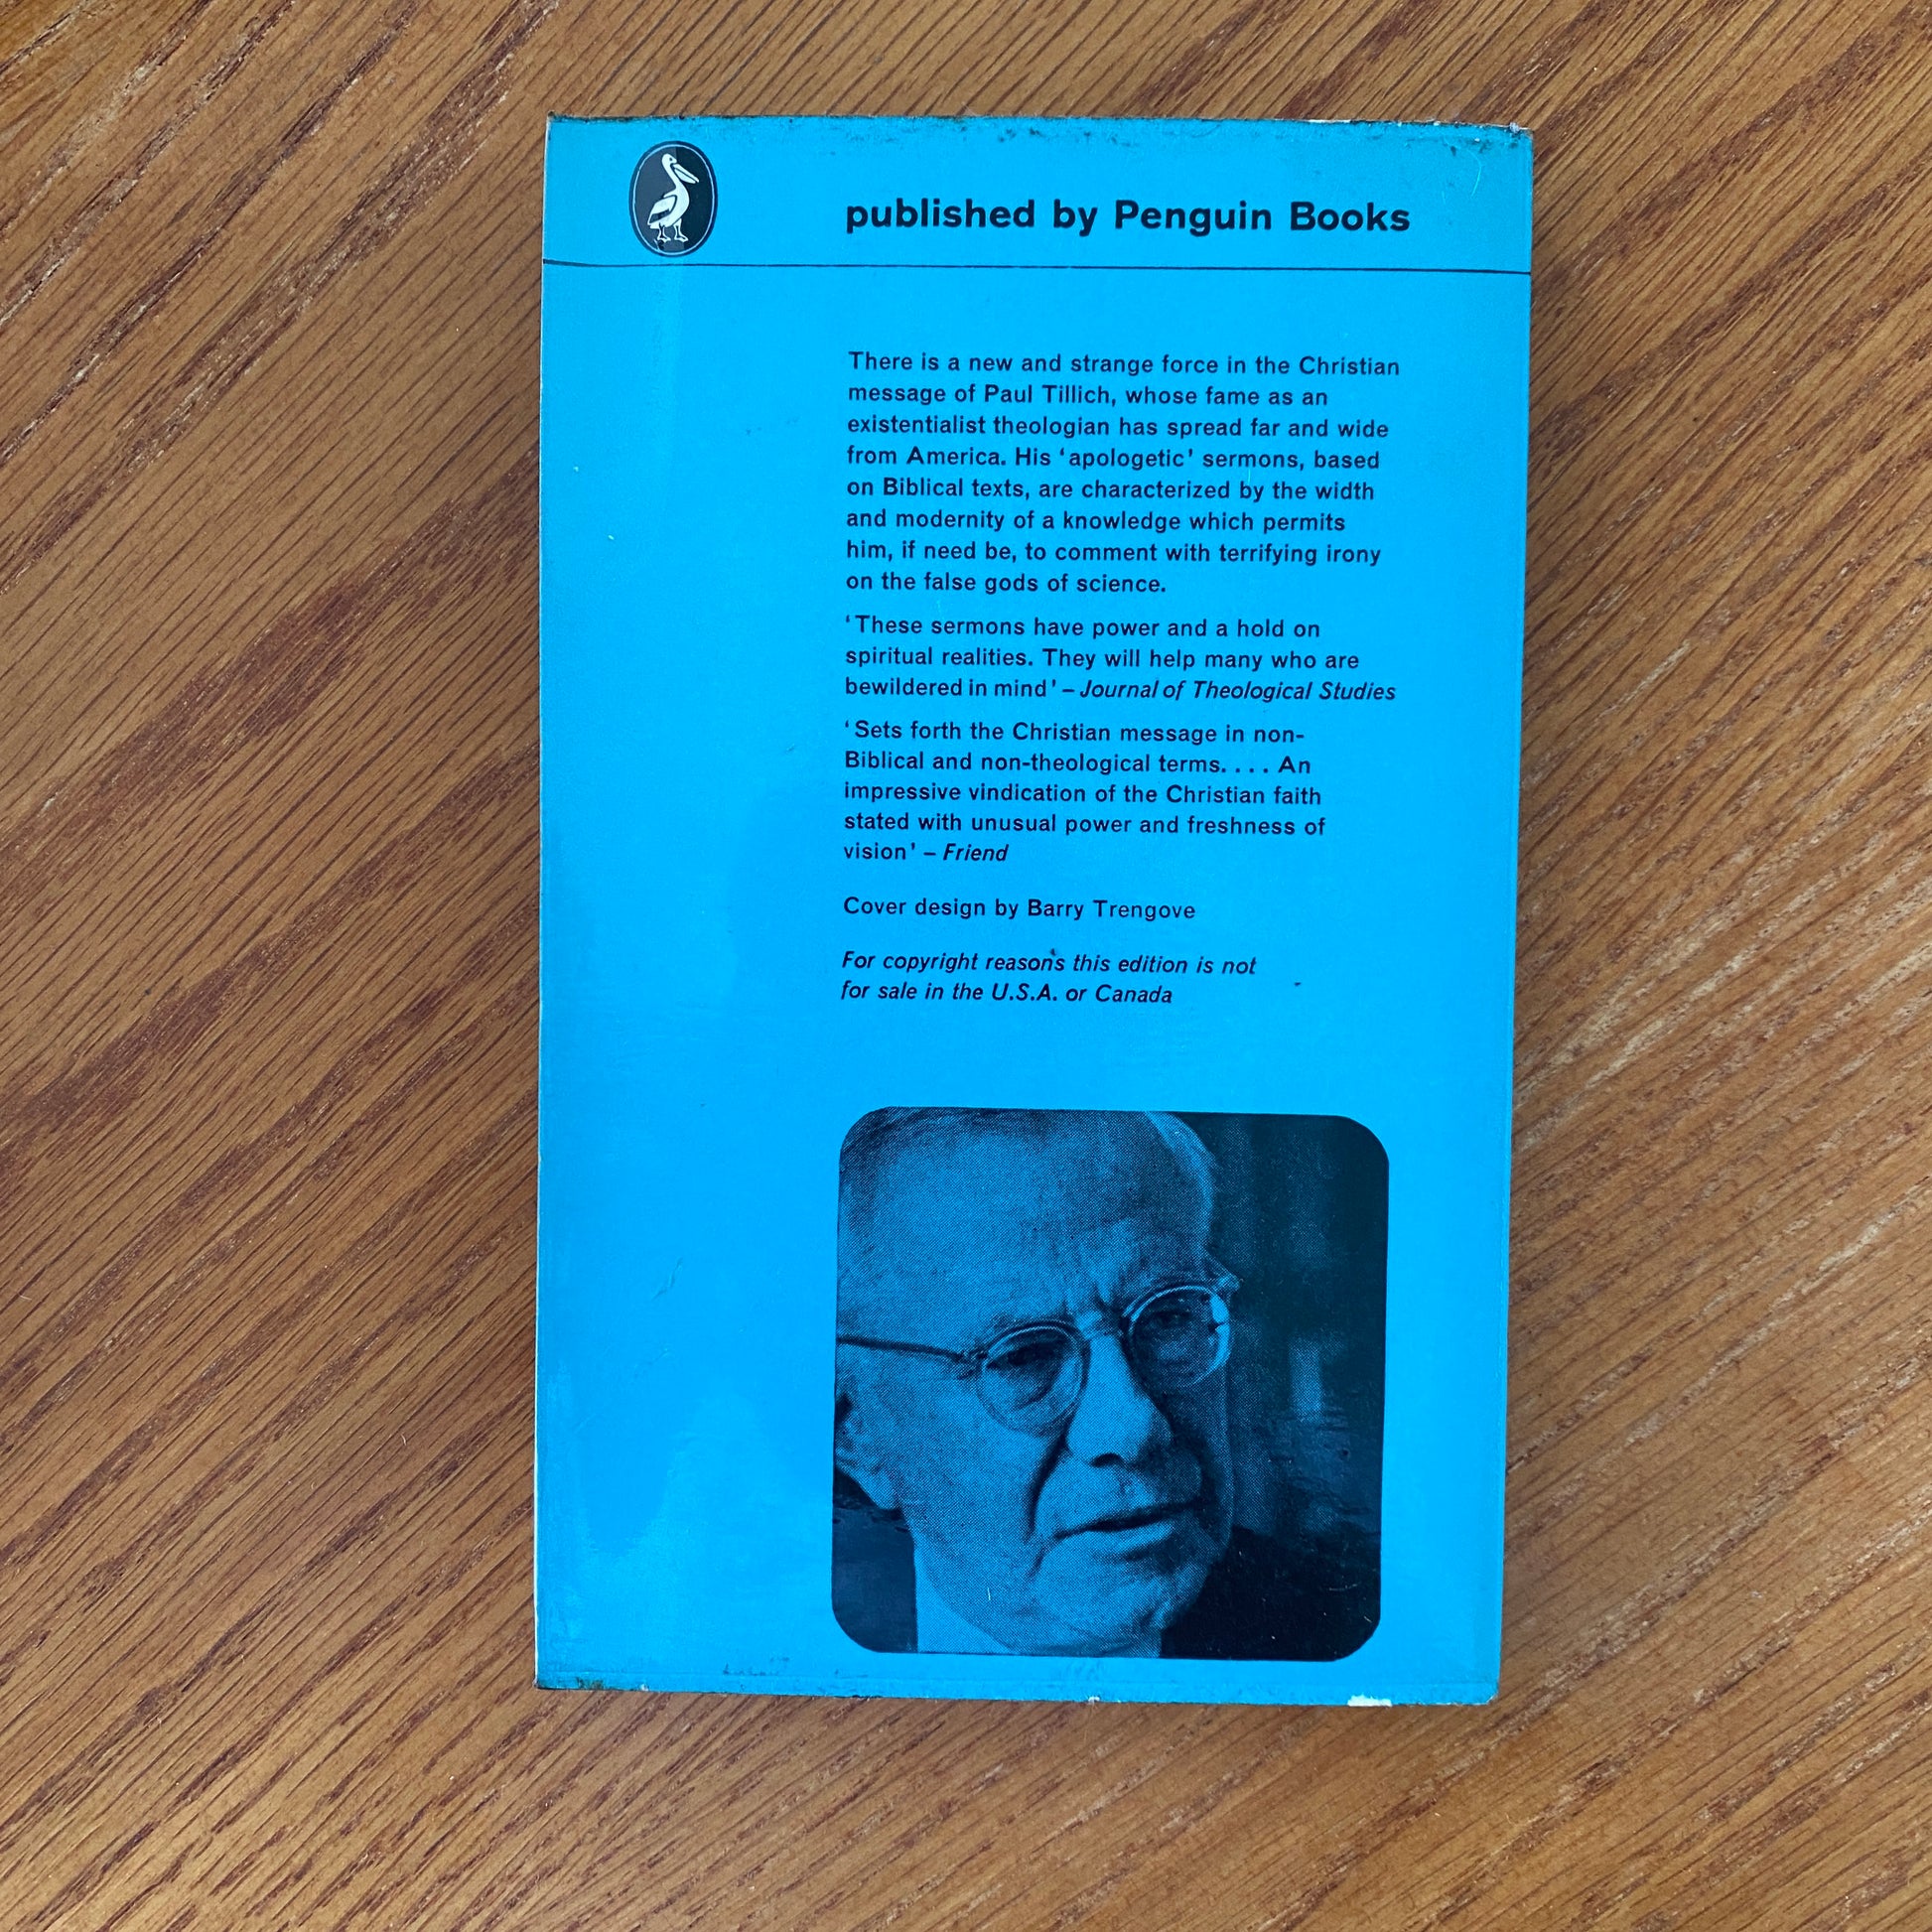 published by Penguin Books
There is a new and strange force in the Christian
message of Paul Tillich, whose fame as an
existentialist theologian has spread far and wide
from America. His ‘apologetic’ sermons, based
on Biblical texts, are characterized by the width
and modernity of a knowledge which permits
him, if need be, to comment with terrifying irony
on the false gods of science.
‘These sermons have power and a hold on
spiritual realities. They will help many who are
bewildered in mind’ – Journal of Theological Studies
‘Sets forth the Christian message in non-
Biblical and non-theological terms. . . . An
impressive vindication of the Christian faith
stated with unusual power and freshness of
vision’ – Friend
Cover design by Barry Trengove
For copyright reasons this edition is not
for sale in the U.S.A. or Canada